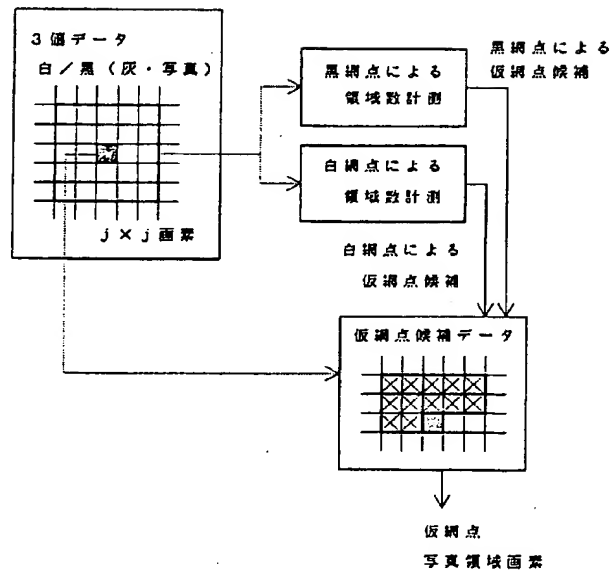 3値データ
白/黒(灰・写真)
j×j画素
黒網点による
領域数計測
白網点による
領域数計測
黒網点による
仮網点候補
白網点による
仮網点候補
仮網点候補データ
仮網点
写真領域画素